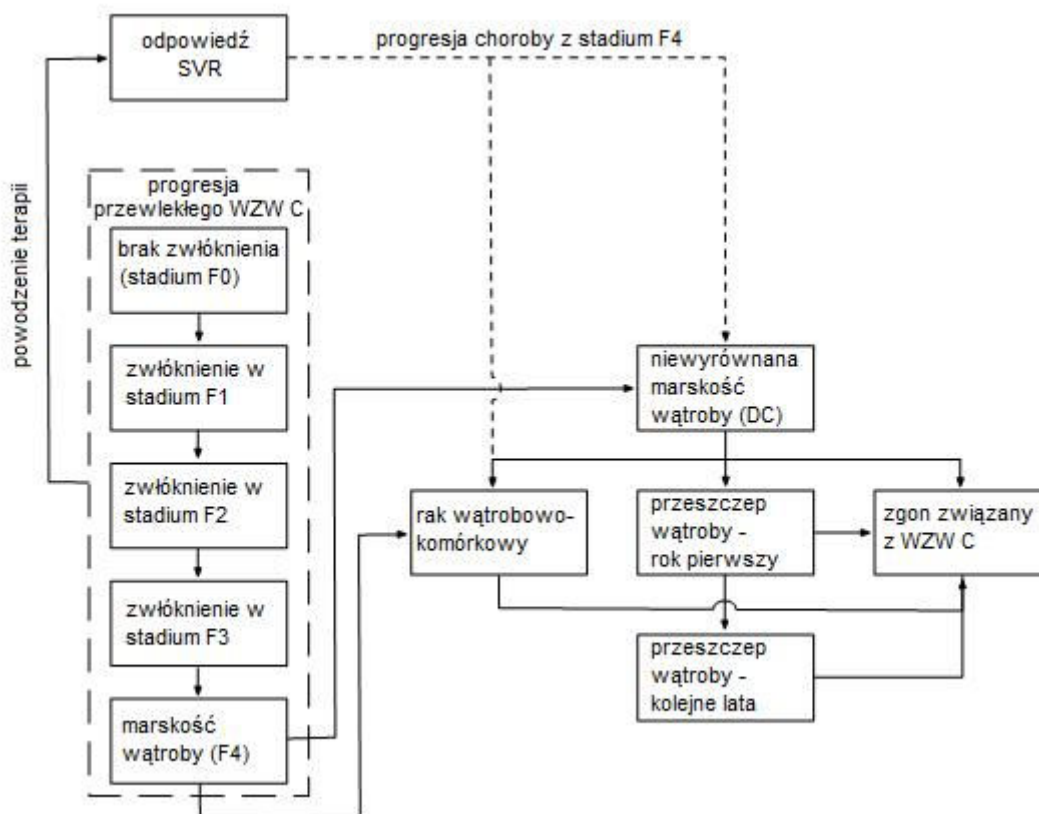 odpowiedź
SVR
progresja choroby z stadium F4
powodzenie terapii
progresja
przewlekłego WZW C
brak zwłóknienia
(stadium F0)
zwłóknienie w
stadium F1
zwłóknienie w
stadium F2
zwłóknienie w
stadium F3
marskość
wątroby (F4)
niewyrównana
marskość
wątroby (DC)
rak wątrobowo-
komórkowy
przeszczep
wątroby -
rok pierwszy
zgon związany
z WZW C
przeszczep
wątroby -
kolejne lata